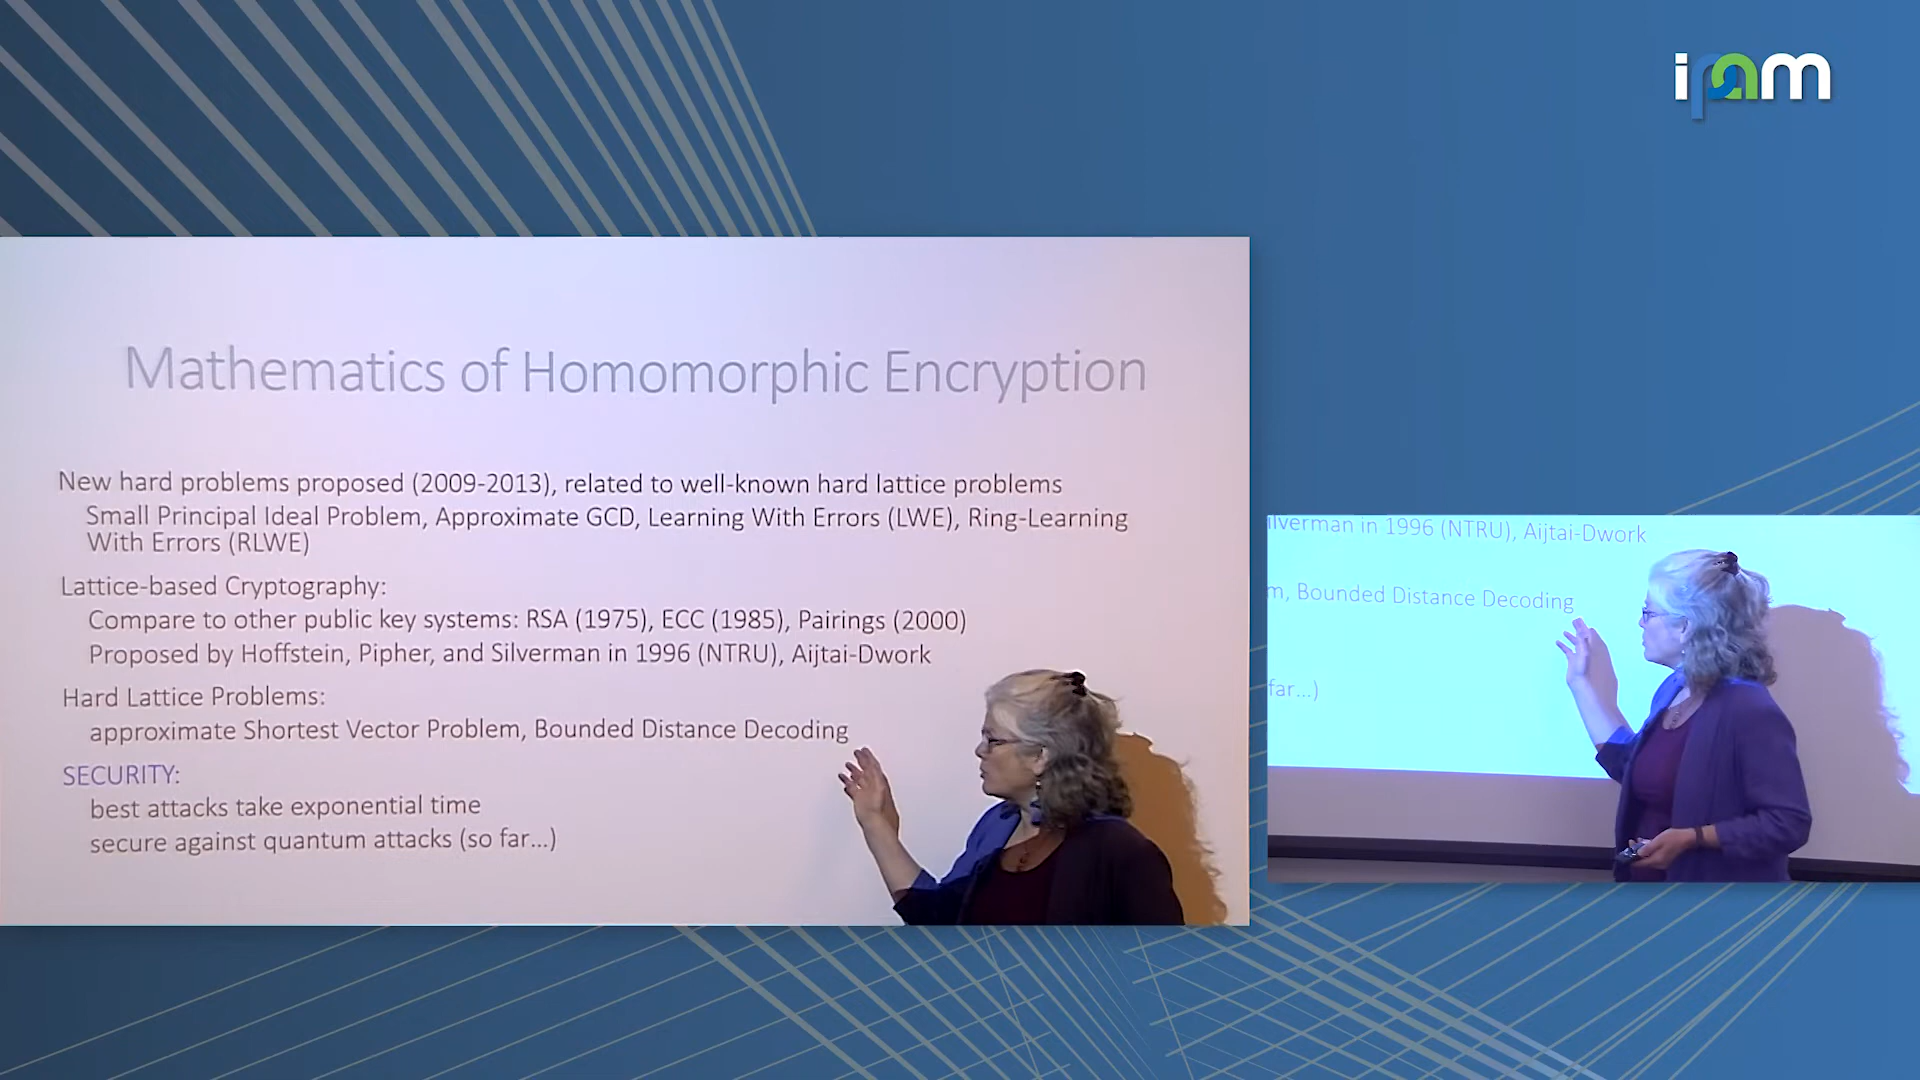 ipam
Mathematics of Homomorphic Encryption
New hard problems proposed (2009-2013), related to well-known hard lattice problems
Small Principal Ideal Problem, Approximate GCD, Learning With Errors (LWE), Ring-Learning
With Errors (RLWE)
Lattice-based Cryptography:
Compare to other public key systems: RSA (1975), ECC (1985), Pairings (2000)
Proposed by Hoffstein, Pipher, and Silverman in 1996 (NTRU), Aijtai-Dwork
Hard Lattice Problems:
approximate Shortest Vector Problem, Bounded Distance Decoding
SECURITY:
best attacks take exponential time
secure against quantum attacks (so far...)
ilverman in 1996 (NTRU), Aijtai-Dwork
m, Bounded Distance Decoding
far...)